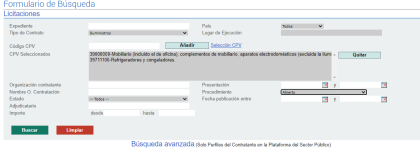 Formulario de Búsqueda
Licitaciones
Expediente País Todos
Tipo de Contrato Suministros Lugar de Ejecución
Código CPV Añadir Selección CPV
CPV Seleccionados 39000000-Mobiliario (incluido el de oficina), complementos de mobiliario, aparatos electrodomésticos (excluida la ilum Quitar
39711100-Refrigeradores y congeladores.
Organización contratante Presentación y
Nombre O. Contratación Procedimiento Abierto
Estado -- Todos -- Fecha publicación entre y
Adjudicatario
Importe desde hasta
Buscar Limpiar
Búsqueda avanzada (Solo Perfiles del Contratante en la Plataforma del Sector Público)